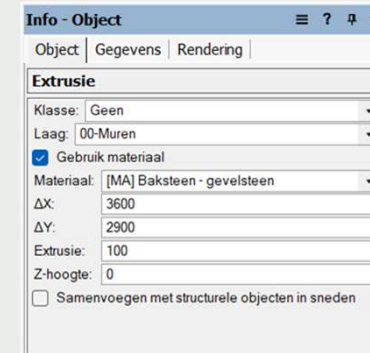 Info - Object
Object Gegevens Rendering
Extrusie
Klasse: Geen
Laag: 00-Muren
Gebruik materiaal
Materiaal: [MA] Baksteen - gevelsteen
ΔX: 3600
ΔY: 2900
Extrusie: 100
Z-hoogte: 0
Samenvoegen met structurele objecten in sneden